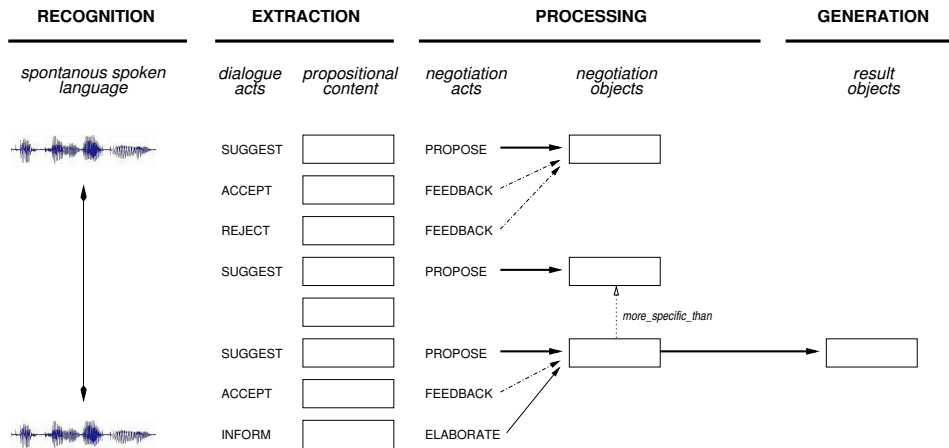 RECOGNITION EXTRACTION PROCESSING GENERATION
spontanous spoken language
dialogue acts
propositional content
negotiation acts
negotiation objects
result objects
SUGGEST PROPOSE
ACCEPT FEEDBACK
REJECT FEEDBACK
SUGGEST PROPOSE
more_specific_than
SUGGEST PROPOSE
ACCEPT FEEDBACK
INFORM ELABORATE